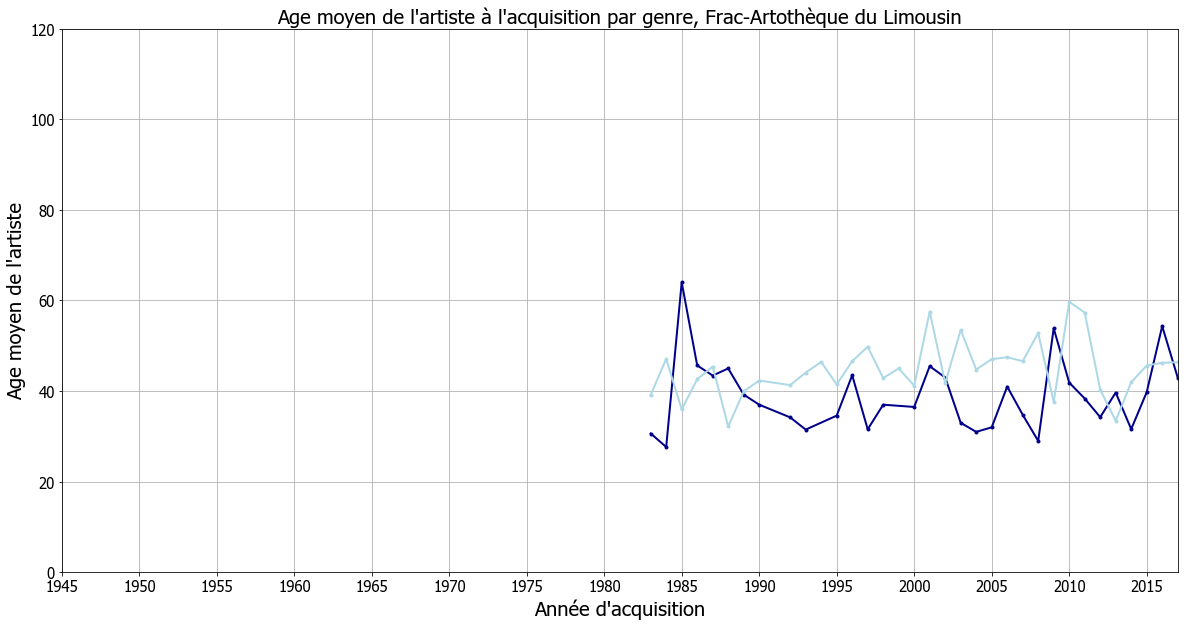 Age moyen de l'artiste à l'acquisition par genre, Frac-Artothèque du Limousin
120
100
80
60
40
20
0
Age moyen de l'artiste
1945 1950 1955 1960 1965 1970 1975 1980 1985 1990 1995 2000 2005 2010 2015
Année d'acquisition